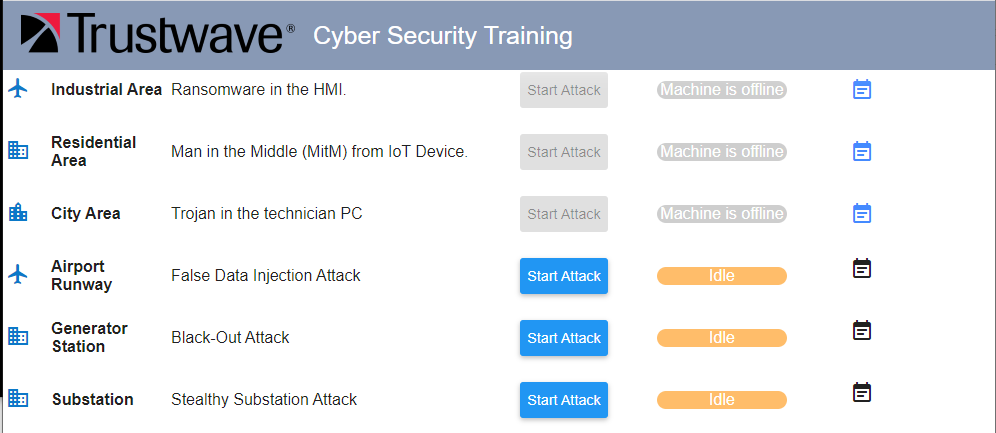 Trustwave® Cyber Security Training
Industrial Area Ransomware in the HMI. Start Attack Machine is offline
Residential
Area
Man in the Middle (MitM) from IoT Device. Start Attack Machine is offline
City Area Trojan in the technician PC Start Attack Machine is offline
Airport
Runway
False Data Injection Attack Start Attack Idle
Generator
Station
Black-Out Attack Start Attack Idle
Substation Stealthy Substation Attack Start Attack Idle